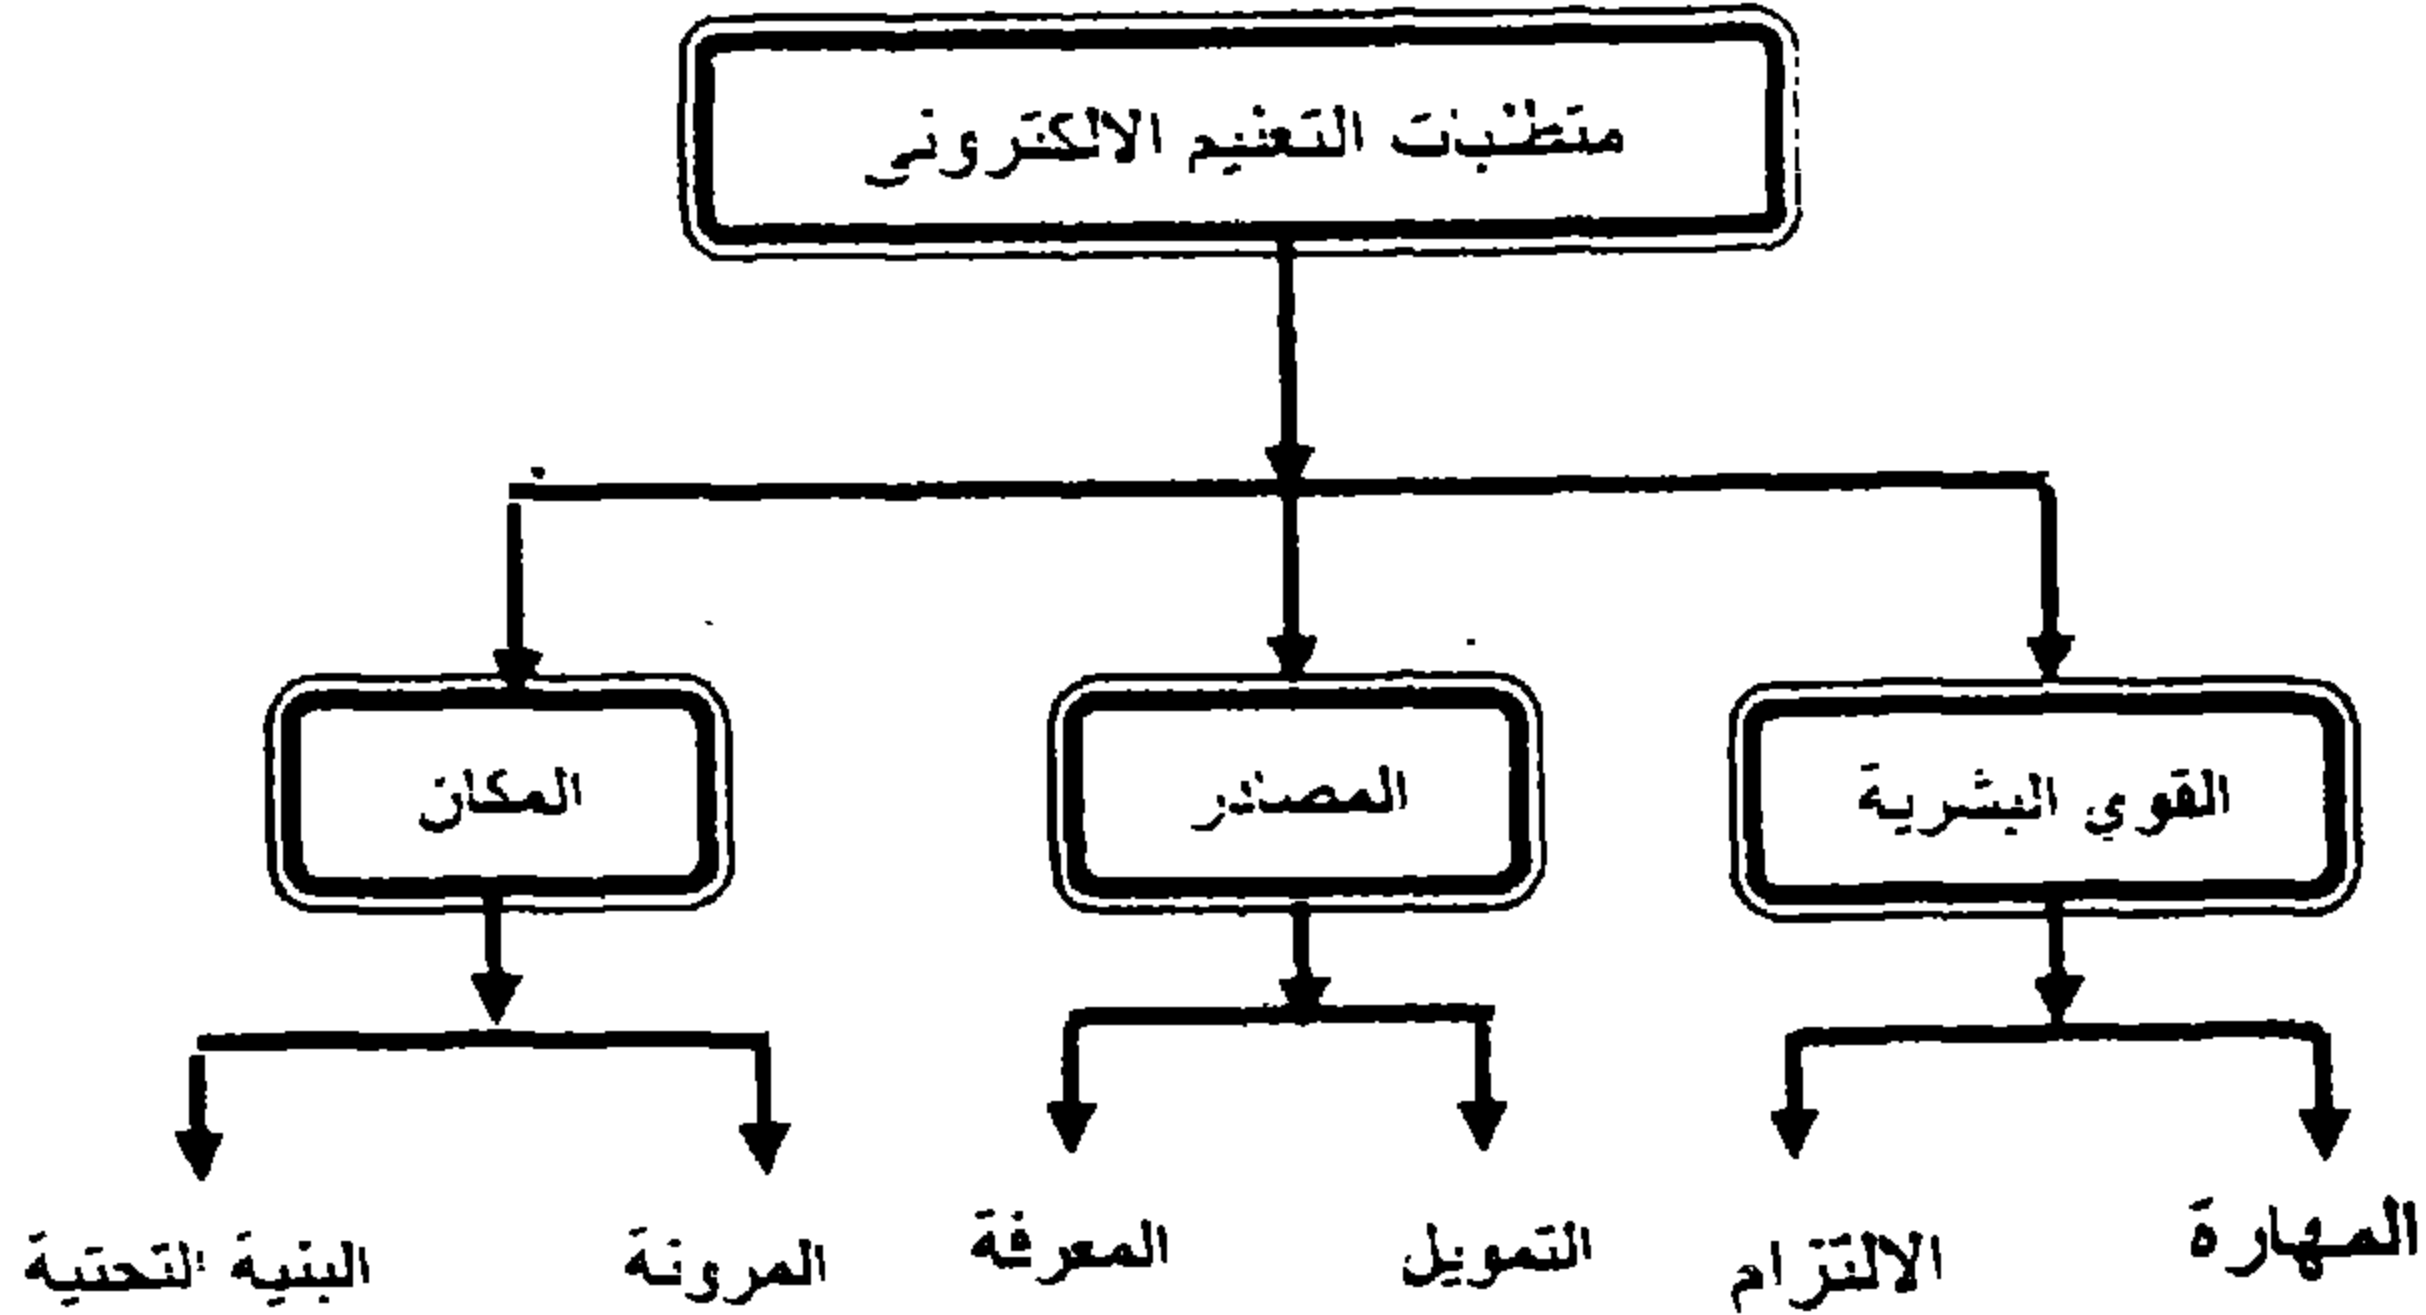 متطلبات التعليم الالكتروني
القوي البشرية
المصادر
المكان
المهارة
الالتزام
التمويل
المعرفة
المرونة
البنية التحتية